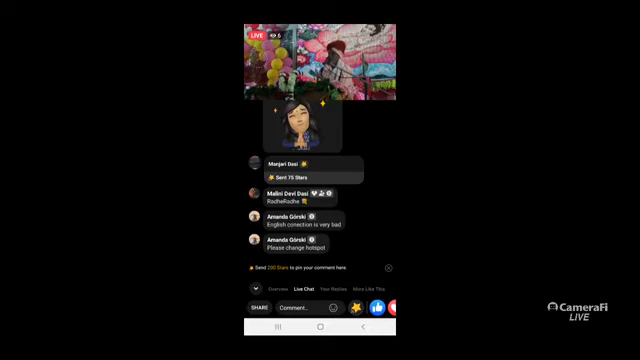 LIVE
6
Manjari Dasi
Sent 75 Stars
Malini Devi Dasi
RadheRadhe
Amanda Górski
English conection is very bad
Amanda Górski
Please change hotspot
Send 200 Stars to pin your comment here.
Overview Live Chat Your Replies More Like This
SHARE Comment...
CameraFi
LIVE